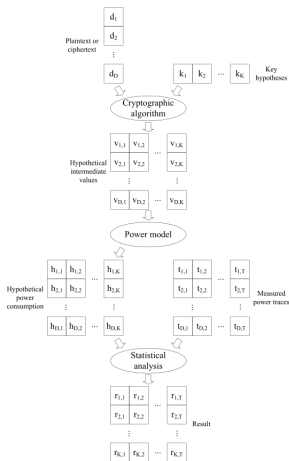 d1
d2
⋮
Plaintext or
ciphertext
dD
k1 k2 ... kK
Key
hypotheses
Cryptographic
algorithm
v1,1 v1,2 v1,K
v2,1 v2,2 ... v2,K
⋮ ⋮
vD,1 vD,2 ... vD,K
Hypothetical
intermediate
values
Power model
h1,1 h1,2 h1,K
h2,1 h2,2 ... h2,K
⋮ ⋮
hD,1 hD,2 ... hD,K
Hypothetical
power
consumption
t1,1 t1,2 t1,T
t2,1 t2,2 ... t2,T
⋮ ⋮
tD,1 tD,2 ... tD,T
Measured
power traces
Statistical
analysis
r1,1 r1,2 r1,T
r2,1 r2,2 ... r2,T
⋮ ⋮
rK,1 rK,2 ... rK,T
Result